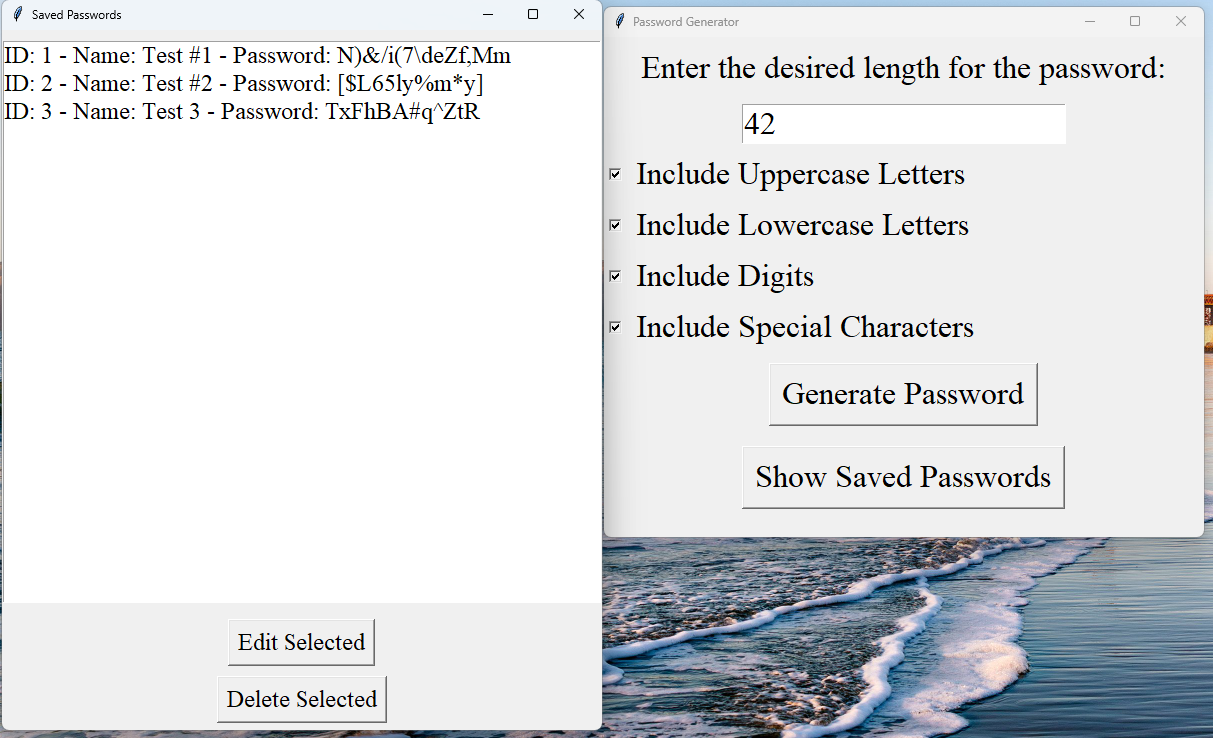 Saved Passwords
ID: 1 - Name: Test #1 - Password: N)&/i(7\deZf,Mm
ID: 2 - Name: Test #2 - Password: [$L65ly%m*y]
ID: 3 - Name: Test 3 - Password: TxFhBA#q^ZtR
Edit Selected
Delete Selected
Password Generator
Enter the desired length for the password:
42
Include Uppercase Letters
Include Lowercase Letters
Include Digits
Include Special Characters
Generate Password
Show Saved Passwords